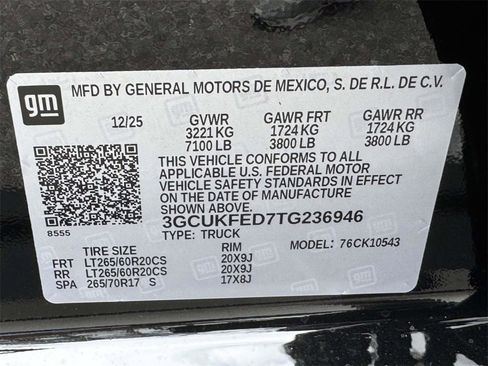 gm
MFD BY GENERAL MOTORS DE MEXICO, S. DE R.L. DE C.V.
12/25 GVWR GAWR FRT GAWR RR
3221 KG 1724 KG 1724 KG
7100 LB 3800 LB 3800 LB
THIS VEHICLE CONFORMS TO ALL
APPLICABLE U.S. FEDERAL MOTOR
VEHICLE SAFETY STANDARDS IN EFFECT
ON THE DATE OF MANUFACTURE
SHOWN ABOVE
8555
3GCUKFED7TG236946
TYPE: TRUCK 76CK10543
TIRE SIZE RIM
FRT LT265/60R20CS 20X9J
RR LT265/60R20CS 20X9J
SPA 265/70R17 S 17X8J